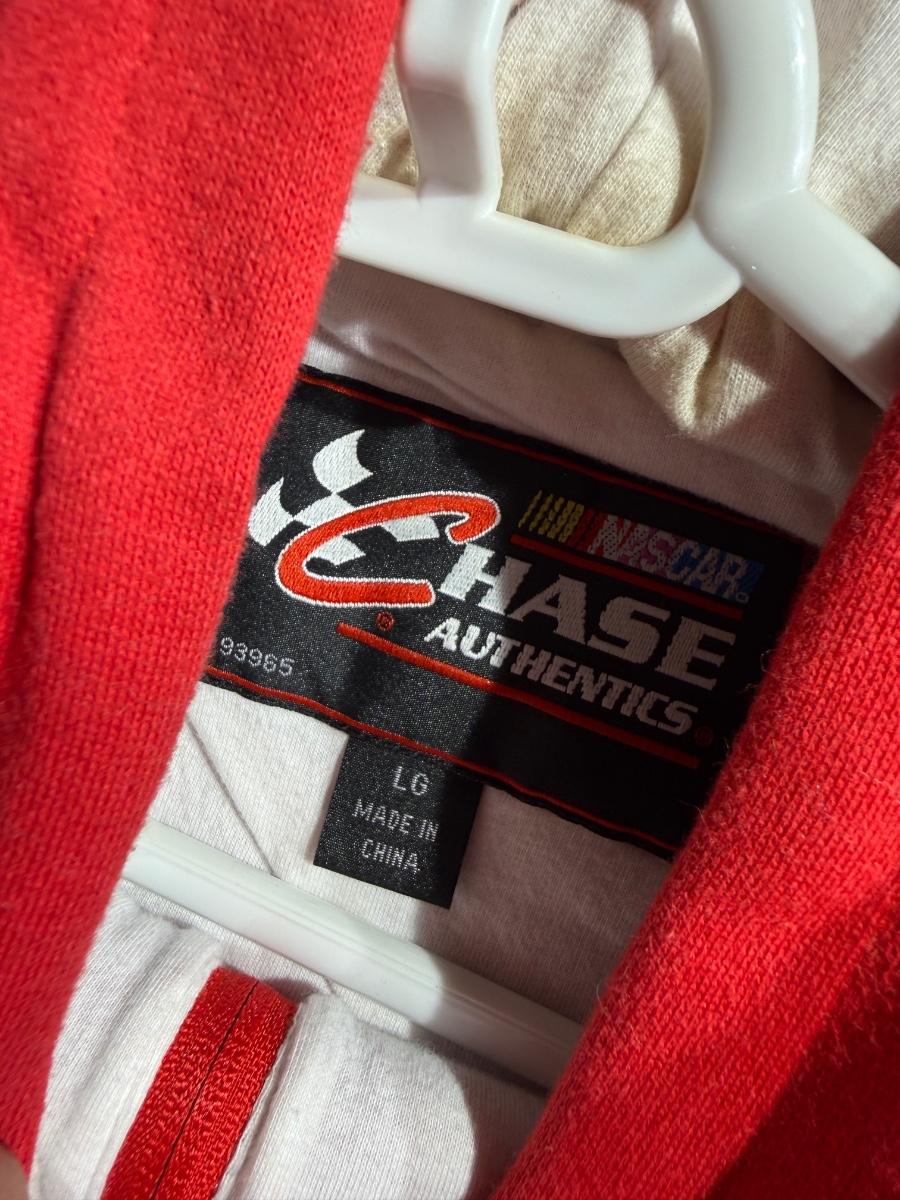 NASCAR®
CHASE
®
AUTHENTICS®
93965
LG
MADE IN
CHINA